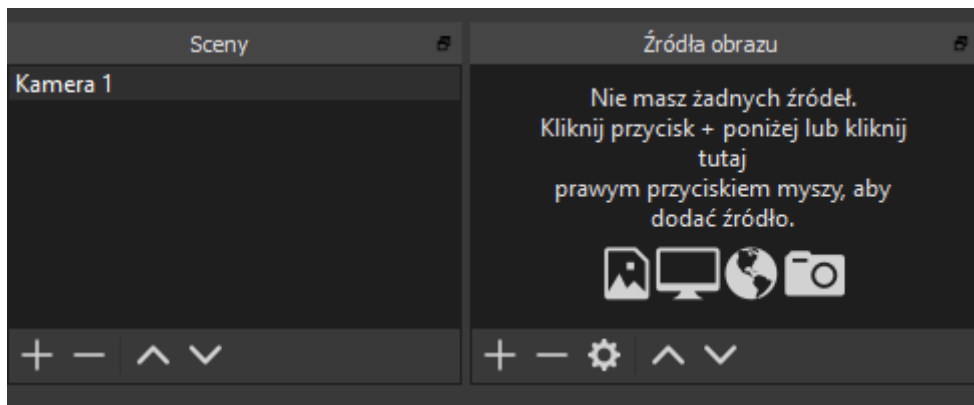 Sceny
Źródła obrazu
Kamera 1
Nie masz żadnych źródeł.
Kliknij przycisk + poniżej lub kliknij
tutaj
prawym przyciskiem myszy, aby
dodać źródło.